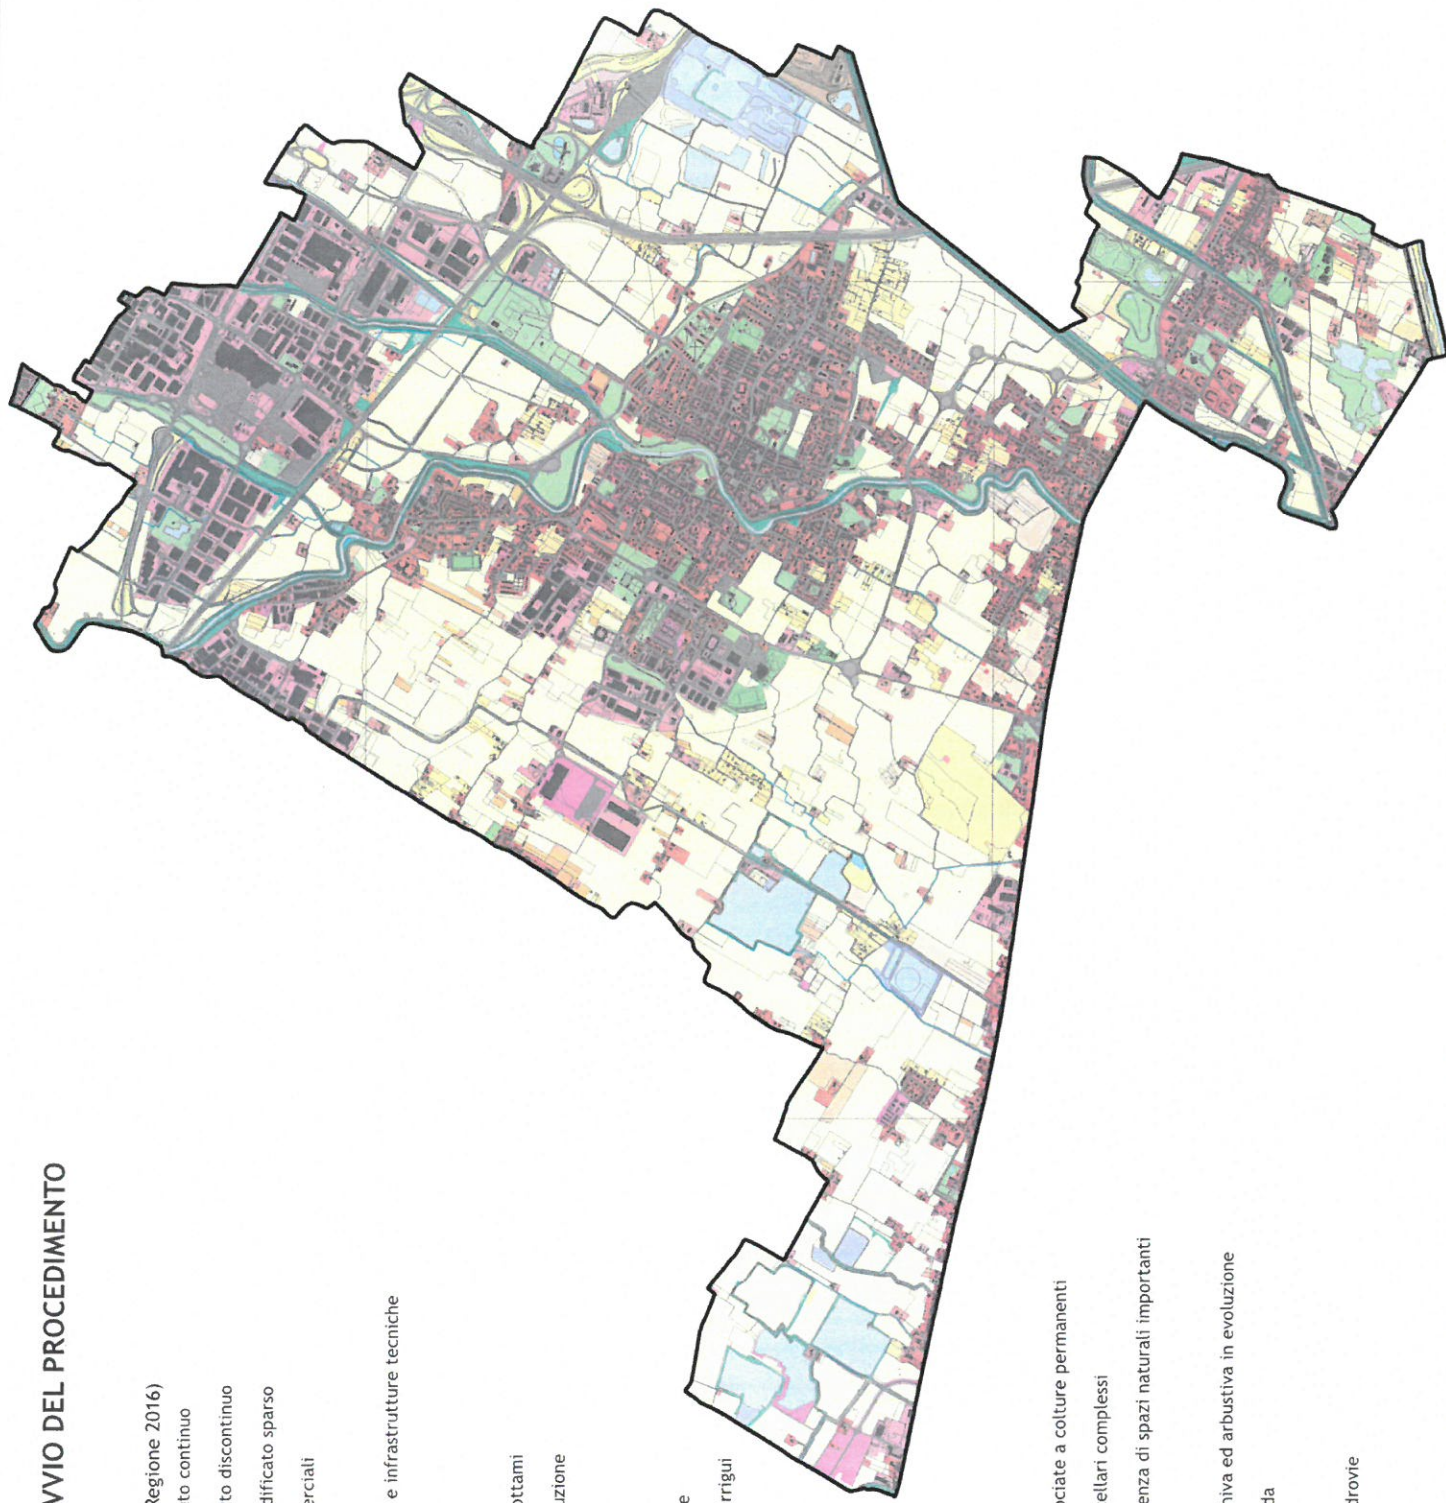 VVIO DEL PROCEDIMENTO
Regione 2016)
to continuo
to discontinuo
dificato sparso
erciali
e infrastrutture tecniche
ottami
uzione
e
rrigui
ociate a colture permanenti
ellari complessi
enza di spazi naturali importanti
niva ed arbustiva in evoluzione
da
drovie